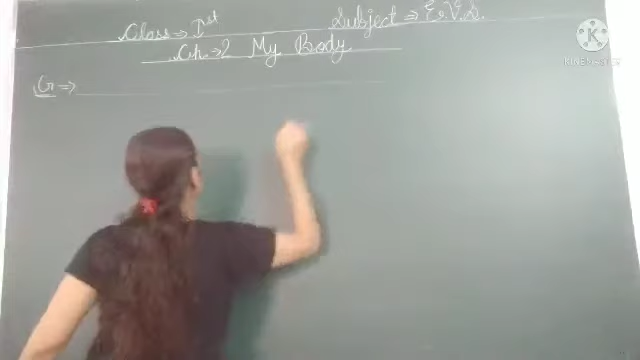 Class → Ist Subject → E.V.S.
Ch → 2 My Body
G ⇒
KINEMASTER